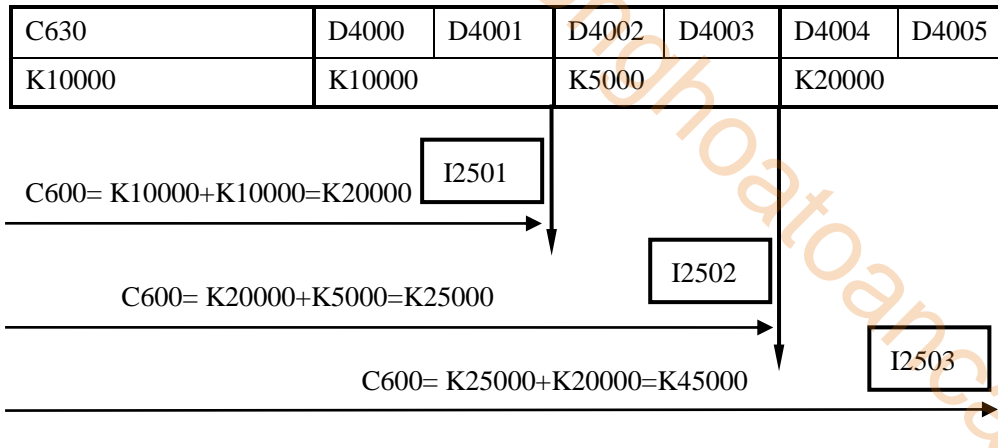 C630 D4000 D4001 D4002 D4003 D4004 D4005
K10000 K10000 K5000 K20000
I2501
C600= K10000+K10000=K20000
I2502
C600= K20000+K5000=K25000
I2503
C600= K25000+K20000=K45000
nghoatoanca